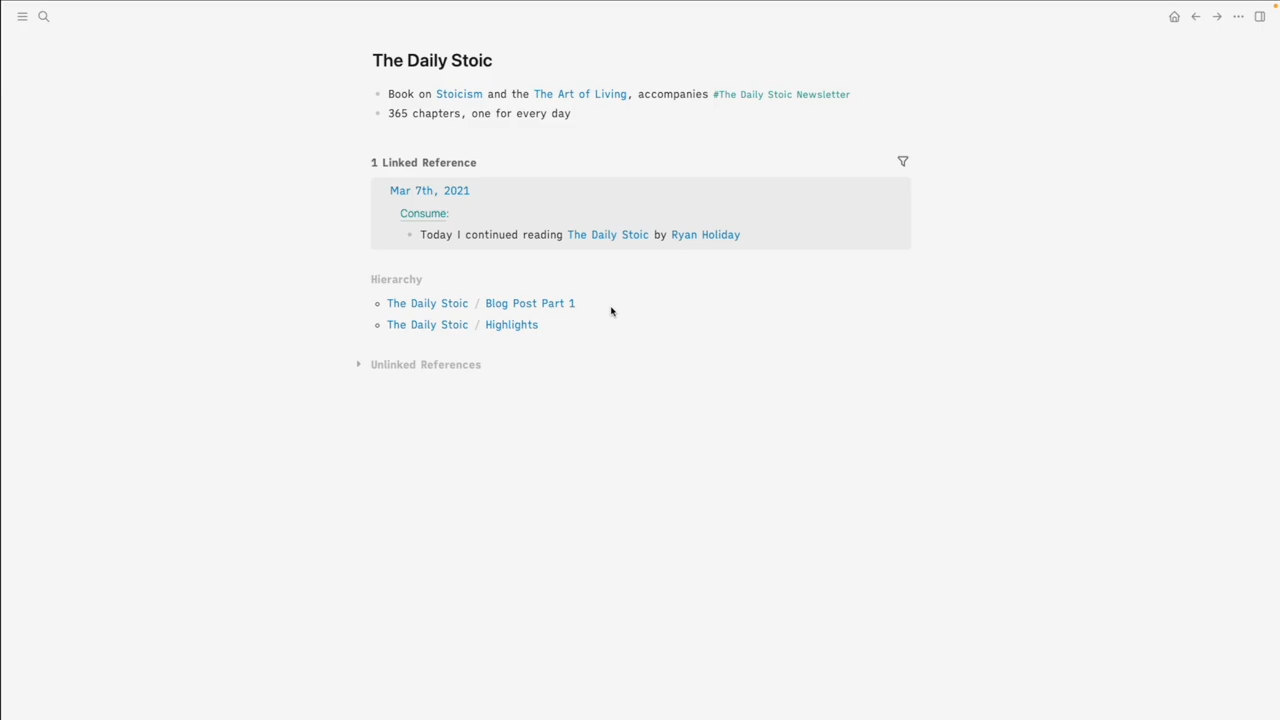 The Daily Stoic
Book on Stoicism and the The Art of Living, accompanies #The Daily Stoic Newsletter
365 chapters, one for every day
1 Linked Reference
Mar 7th, 2021
Consume:
Today I continued reading The Daily Stoic by Ryan Holiday
Hierarchy
The Daily Stoic / Blog Post Part 1
The Daily Stoic / Highlights
Unlinked References